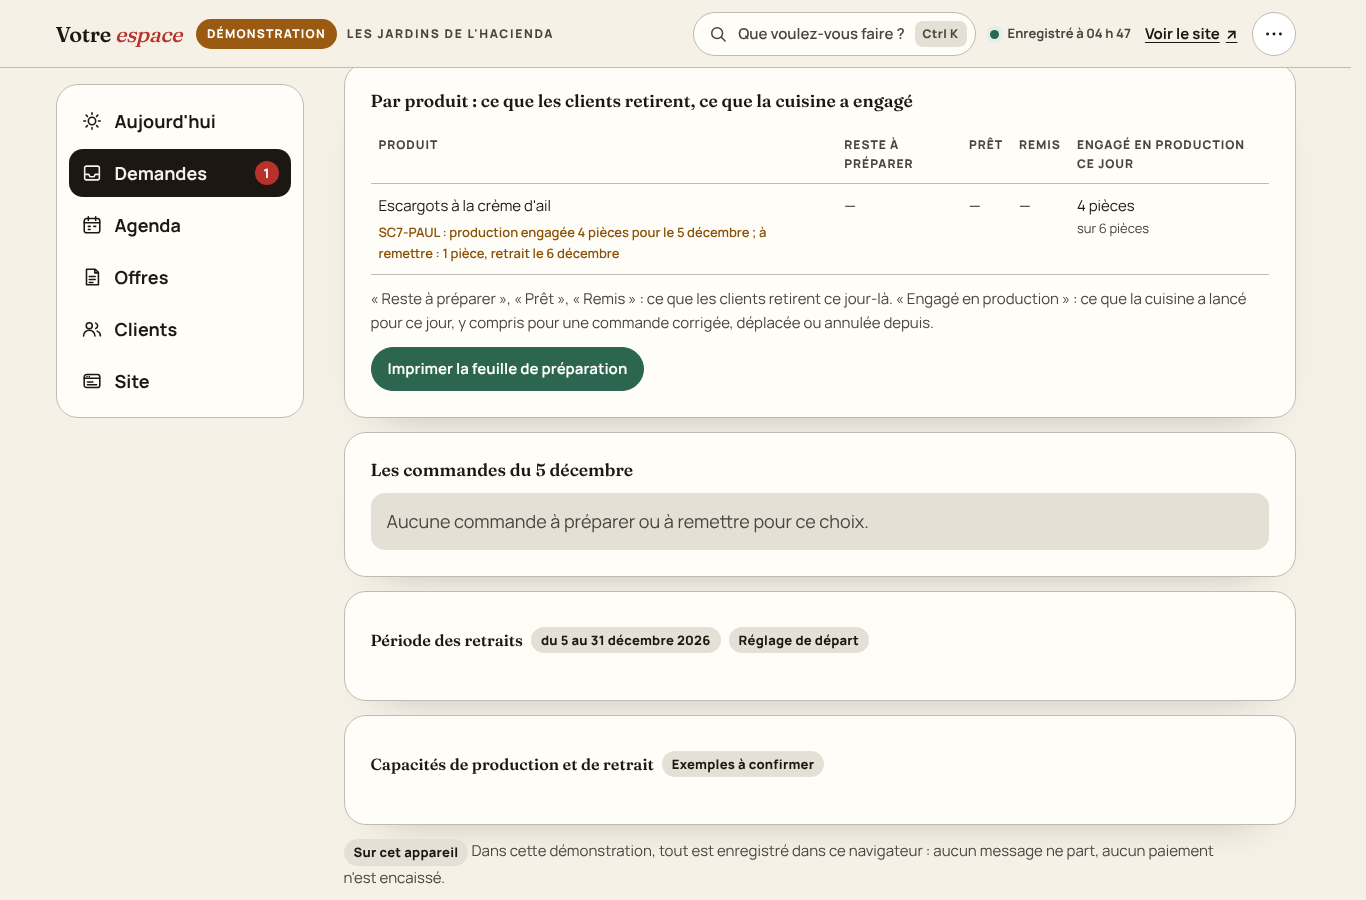 Votre espace
DÉMONSTRATION
LES JARDINS DE L'HACIENDA
Que voulez-vous faire ?
Ctrl K
Enregistré à 04 h 47
Voir le site
Aujourd'hui
Demandes
1
Agenda
Offres
Clients
Site
Par produit : ce que les clients retirent, ce que la cuisine a engagé
PRODUIT
RESTE À
PRÉPARER
PRÊT
REMIS
ENGAGÉ EN PRODUCTION
CE JOUR
Escargots à la crème d'ail
—
—
—
4 pièces
sur 6 pièces
SC7-PAUL : production engagée 4 pièces pour le 5 décembre ; à
remettre : 1 pièce, retrait le 6 décembre
« Reste à préparer », « Prêt », « Remis » : ce que les clients retirent ce jour-là. « Engagé en production » : ce que la cuisine a lancé
pour ce jour, y compris pour une commande corrigée, déplacée ou annulée depuis.
Imprimer la feuille de préparation
Les commandes du 5 décembre
Aucune commande à préparer ou à remettre pour ce choix.
Période des retraits
du 5 au 31 décembre 2026
Réglage de départ
Capacités de production et de retrait
Exemples à confirmer
Sur cet appareil Dans cette démonstration, tout est enregistré dans ce navigateur : aucun message ne part, aucun paiement
n'est encaissé.